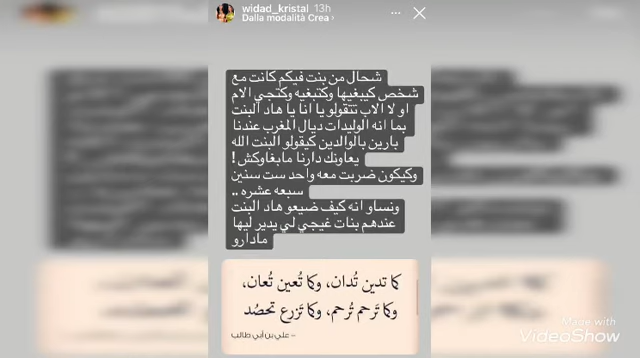 widad_kristal 13h
Dalla modalità Crea >
شحال من بنت فيكم كانت مع
شخص كيبغيها وكتبغيه وكتجي الام
او لا الاب تتقولو يا انا يا هاد البنت
بما انه الوليدات ديال المغرب عندنا
بارين بالوالدين كيقولو البنت الله
يعاونك دارنا مابغاوكش !
وكيكون ضربت معه واحد ست سنين
سبعه عشره ..
ونساو انه كيف ضيعو هاد البنت
عندهم بنات غيجي لي يدير ليها
مادارو
كما تدين تُدان، وكما تُعين تُعان،
وكما تَرحم تُرحم، وكما تَزرع تحصُد
– علي بن أبي طالب
Made with
VideoShow